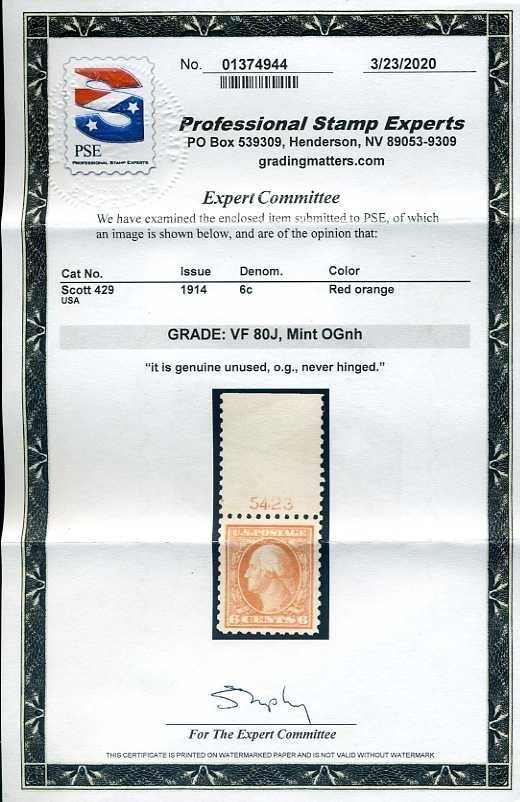 No. 01374944 3/23/2020
PSE
PROFESSIONAL STAMP EXPERTS
Professional Stamp Experts
PO Box 539309, Henderson, NV 89053-9309
gradingmatters.com
Expert Committee
We have examined the enclosed item submitted to PSE, of which
an image is shown below, and are of the opinion that:
Cat No. Issue Denom. Color
Scott 429 1914 6c Red orange
USA
GRADE: VF 80J, Mint OGnh
"it is genuine unused, o.g., never hinged."
5423
U.S. POSTAGE
6 CENTS 6
For The Expert Committee
THIS CERTIFICATE IS PRINTED ON WATERMARKED PAPER AND IS NOT VALID WITHOUT WATERMARK